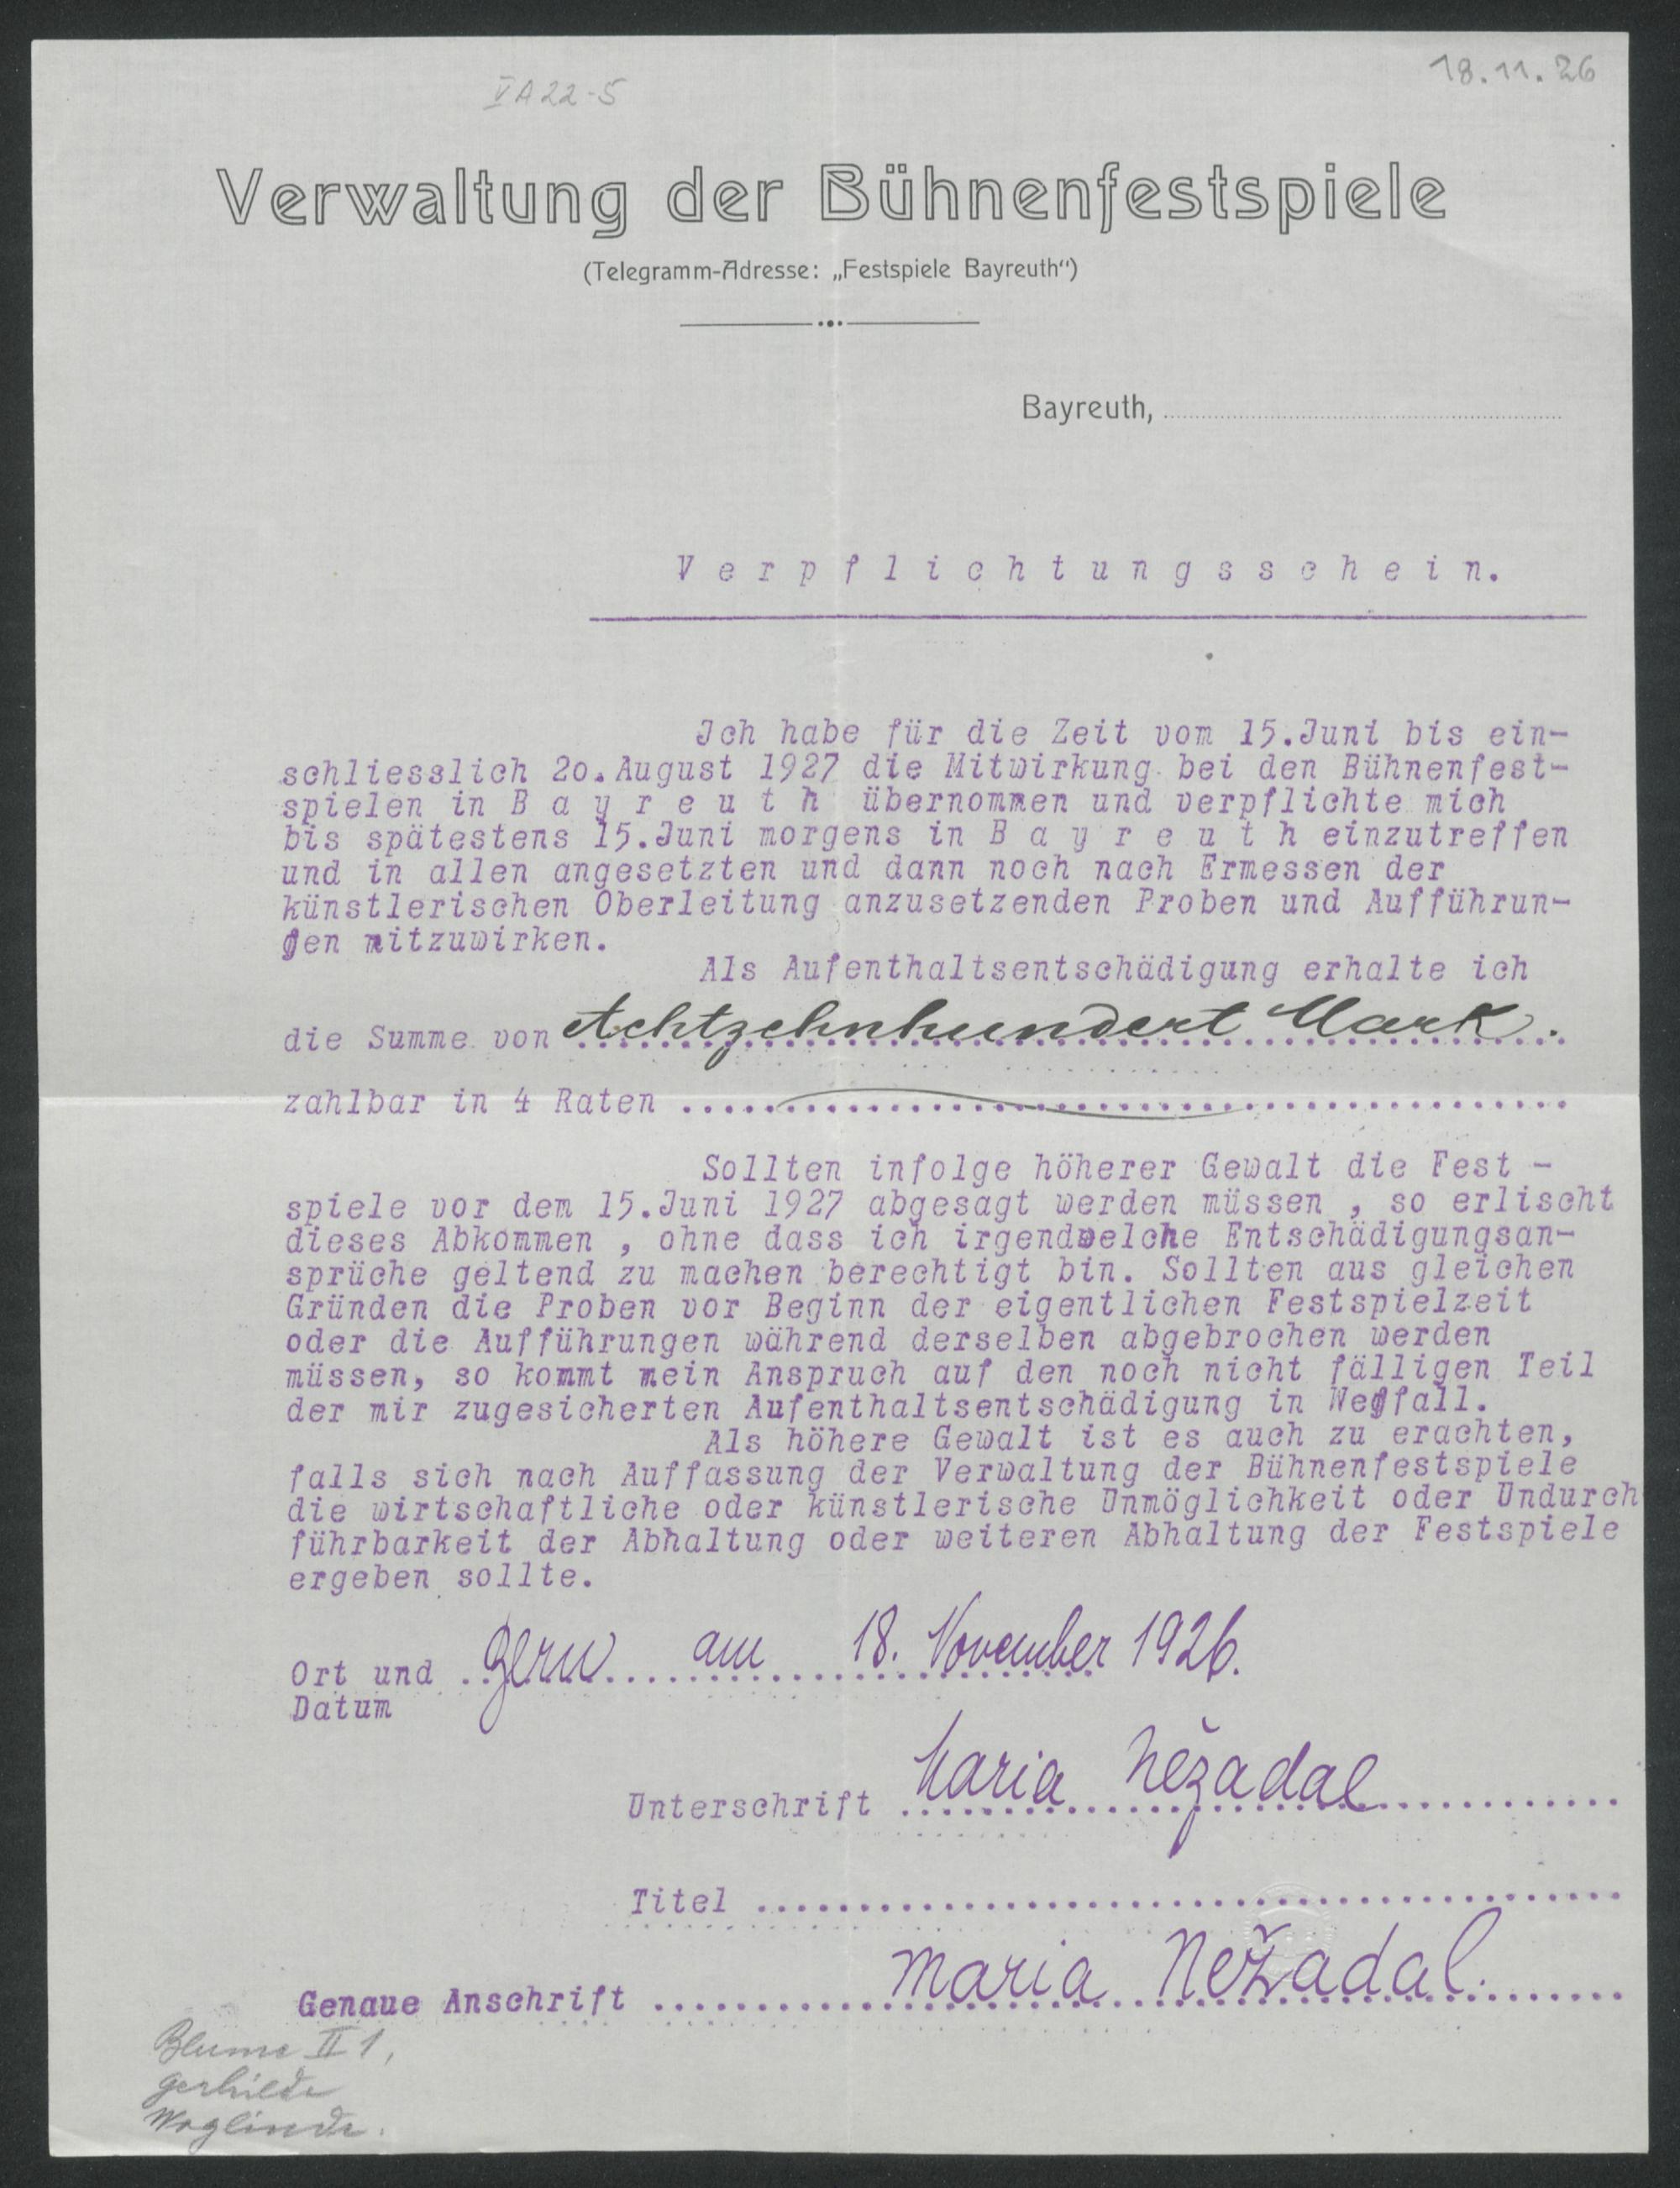 VA22-5
18.11.26
Verwaltung der Bühnenfestspiele
(Telegramm-Adresse: „Festspiele Bayreuth“)
Bayreuth,
Verpflichtungsschein.
Ich habe für die Zeit vom 15.Juni bis ein-
schliesslich 2o.August 1927 die Mitwirkung bei den Bühnenfest-
spielen in B a y r e u t h übernommen und verpflichte mich
bis spätestens 15.Juni morgens in B a y r e u t h einzutreffen
und in allen angesetzten und dann noch nach Ermessen der
künstlerischen Oberleitung anzusetzenden Proben und Aufführun-
gen mitzuwirken.
Als Aufenthaltsentschädigung erhalte ich
die Summe von Achtzehnhundert Mark.
zahlbar in 4 Raten
Sollten infolge höherer Gewalt die Fest -
spiele vor dem 15.Juni 1927 abgesagt werden müssen , so erlischt
dieses Abkommen , ohne dass ich irgendwelche Entschädigungsan-
sprüche geltend zu machen berechtigt bin. Sollten aus gleichen
Gründen die Proben vor Beginn der eigentlichen Festspielzeit
oder die Aufführungen während derselben abgebrochen werden
müssen, so kommt mein Anspruch auf den noch nicht fälligen Teil
der mir zugesicherten Aufenthaltsentschädigung in Wegfall.
Als höhere Gewalt ist es auch zu erachten,
falls sich nach Auffassung der Verwaltung der Bühnenfestspiele
die wirtschaftliche oder künstlerische Unmöglichkeit oder Undurch
führbarkeit der Abhaltung oder weiteren Abhaltung der Festspiele
ergeben sollte.
Ort und am 18. November 1926.
Datum
Unterschrift Maria Nežadal
Titel
Genaue Anschrift Maria Nežadal.
Blume II 1,
Gerhilde
Woglinde.